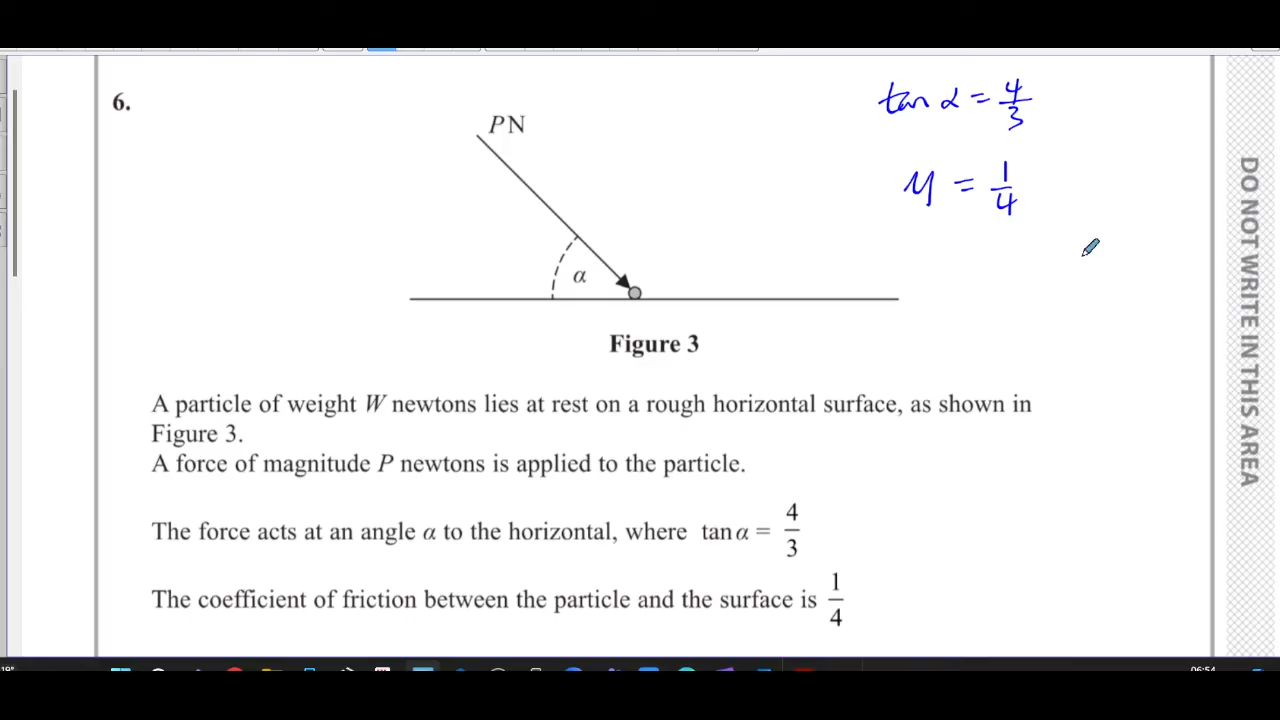 6.
PN
tan α = 4/3
μ = 1/4
α
Figure 3
A particle of weight W newtons lies at rest on a rough horizontal surface, as shown in
Figure 3.
A force of magnitude P newtons is applied to the particle.
The force acts at an angle α to the horizontal, where tan α = 4/3
The coefficient of friction between the particle and the surface is 1/4
DO NOT WRITE IN THIS AREA
19°
06:54